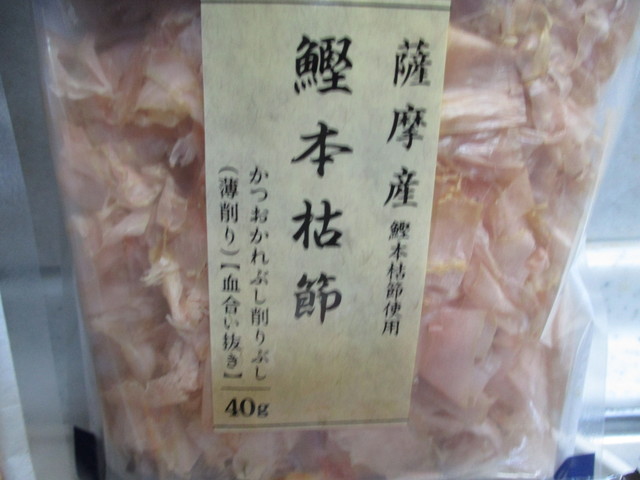 薩摩産 鰹本枯節使用
鰹本枯節
かつおかれぶし削りぶし
(薄削り)【血合い抜き】
40g